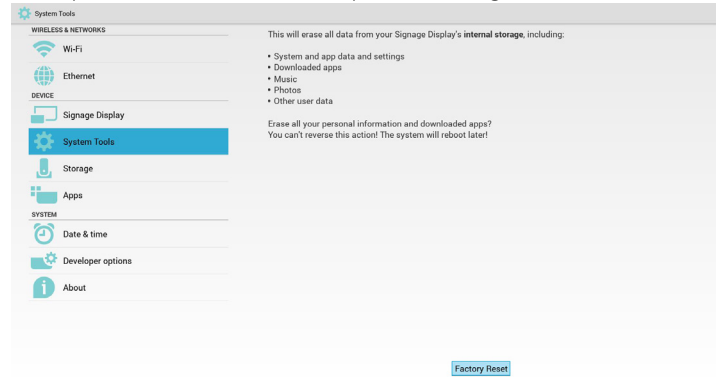 System Tools
WIRELESS & NETWORKS
Wi-Fi
Ethernet
DEVICE
Signage Display
System Tools
Storage
Apps
SYSTEM
Date & time
Developer options
About
This will erase all data from your Signage Display's internal storage, including:
• System and app data and settings
• Downloaded apps
• Music
• Photos
• Other user data
Erase all your personal information and downloaded apps?
You can't reverse this action! The system will reboot later!
Factory Reset